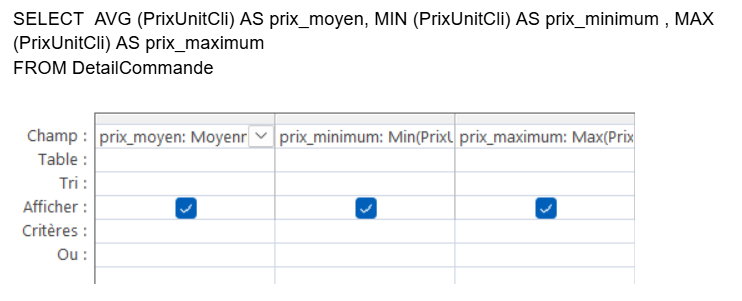 SELECT  AVG (PrixUnitCli) AS prix_moyen, MIN (PrixUnitCli) AS prix_minimum , MAX
(PrixUnitCli) AS prix_maximum
FROM DetailCommande
Champ : prix_moyen: Moyenr prix_minimum: Min(PrixU prix_maximum: Max(Prix
Table :
Tri :
Afficher :
Critères :
Ou :